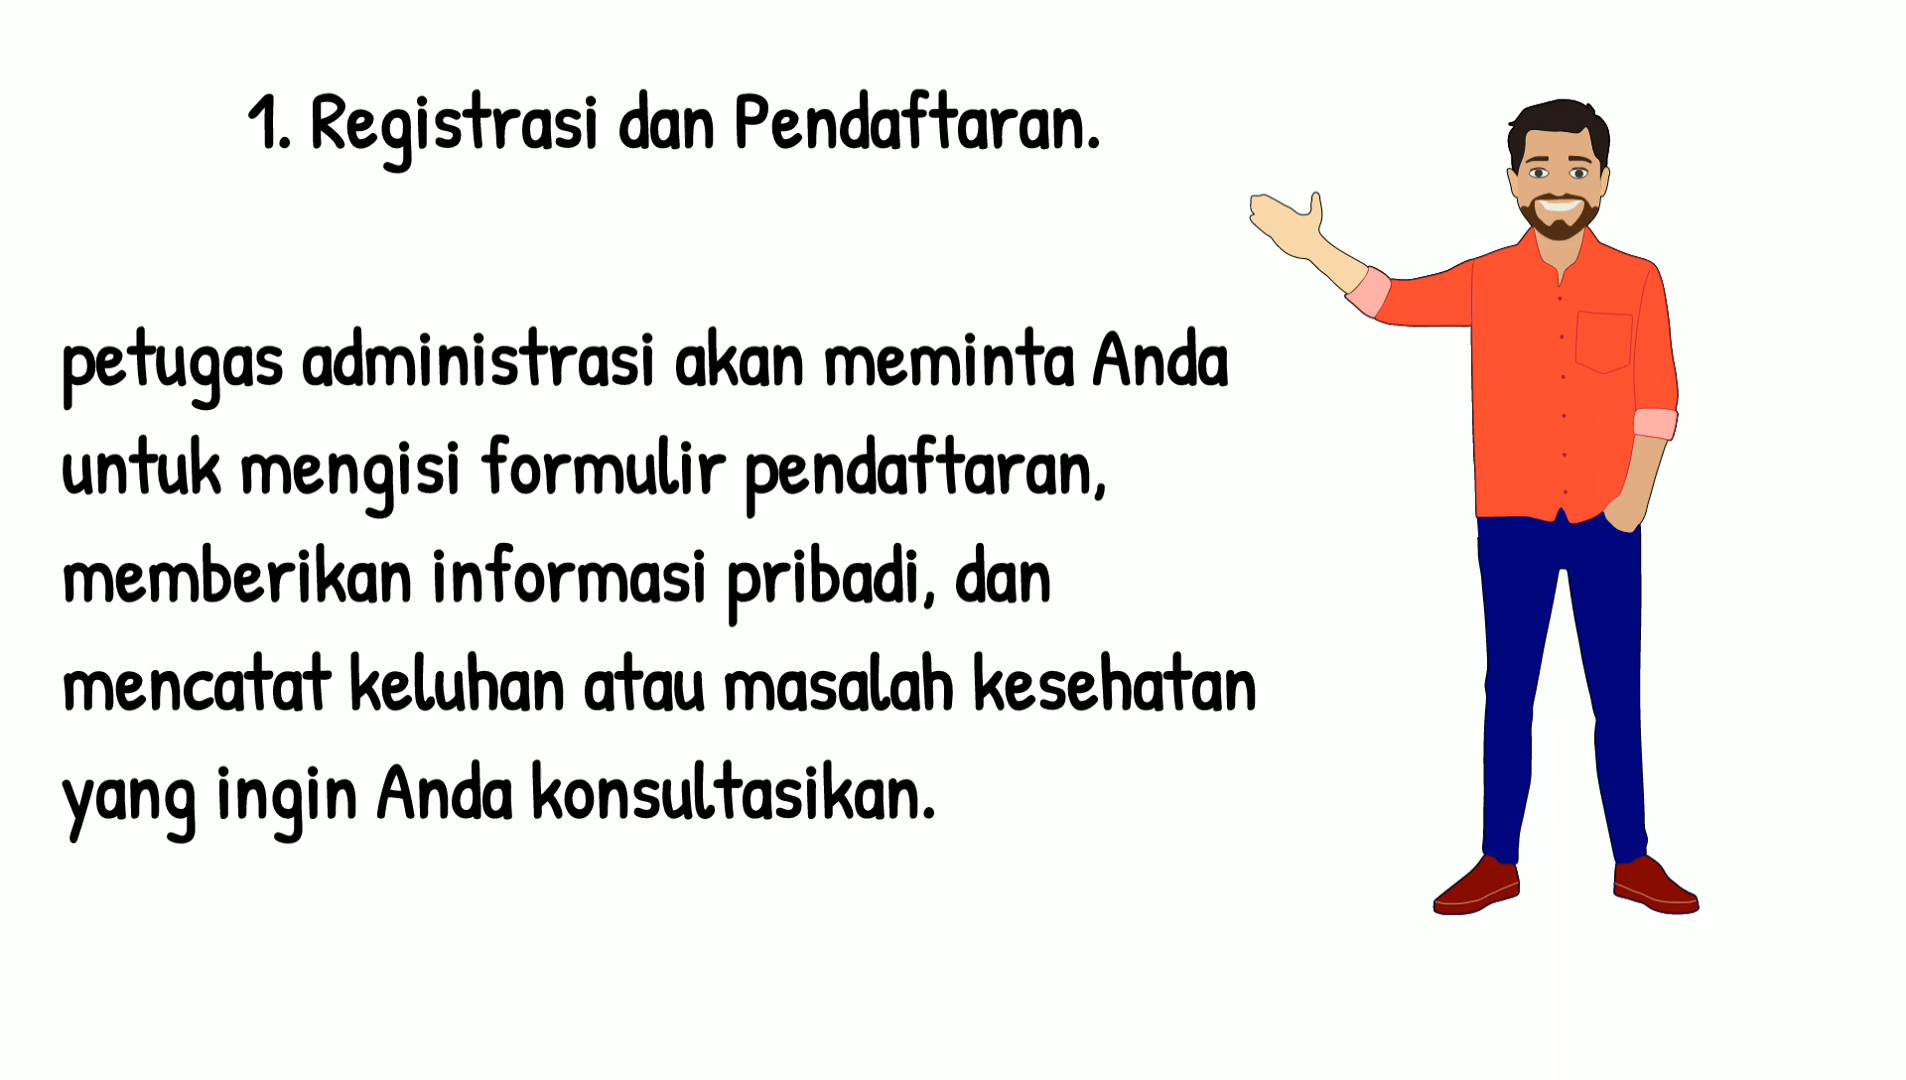 1. Registrasi dan Pendaftaran.
petugas administrasi akan meminta Anda
untuk mengisi formulir pendaftaran,
memberikan informasi pribadi, dan
mencatat keluhan atau masalah kesehatan
yang ingin Anda konsultasikan.